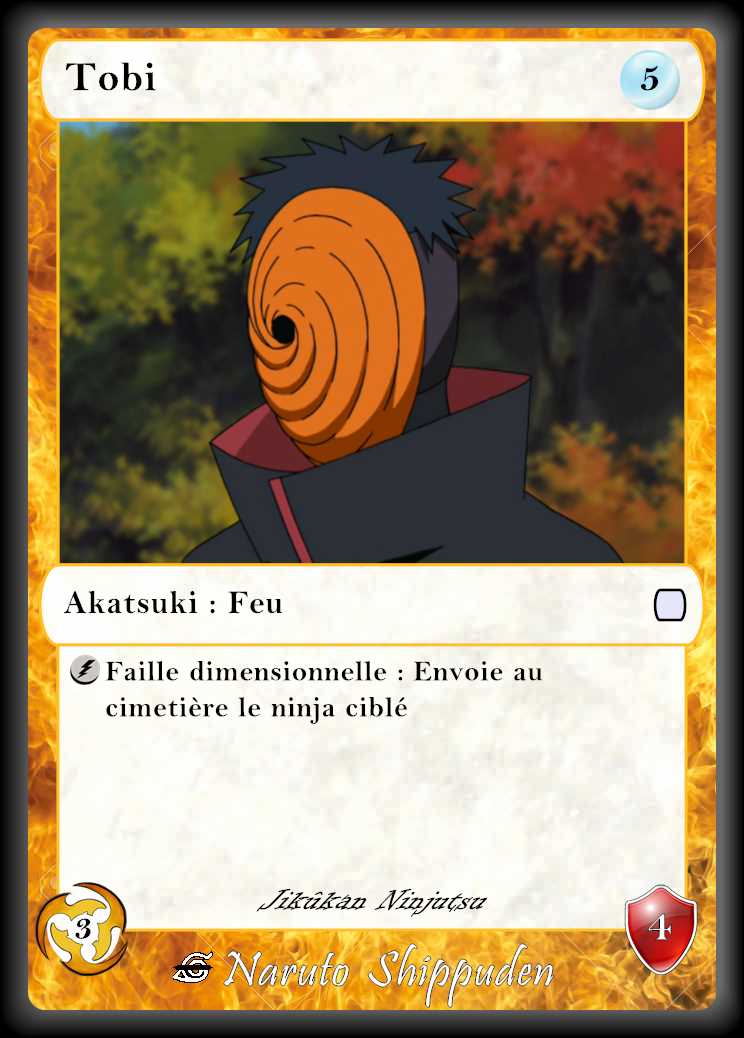 Tobi
5
Akatsuki : Feu
Faille dimensionnelle : Envoie au
cimetière le ninja ciblé
Jikûkan Ninjutsu
3
4
Naruto Shippuden